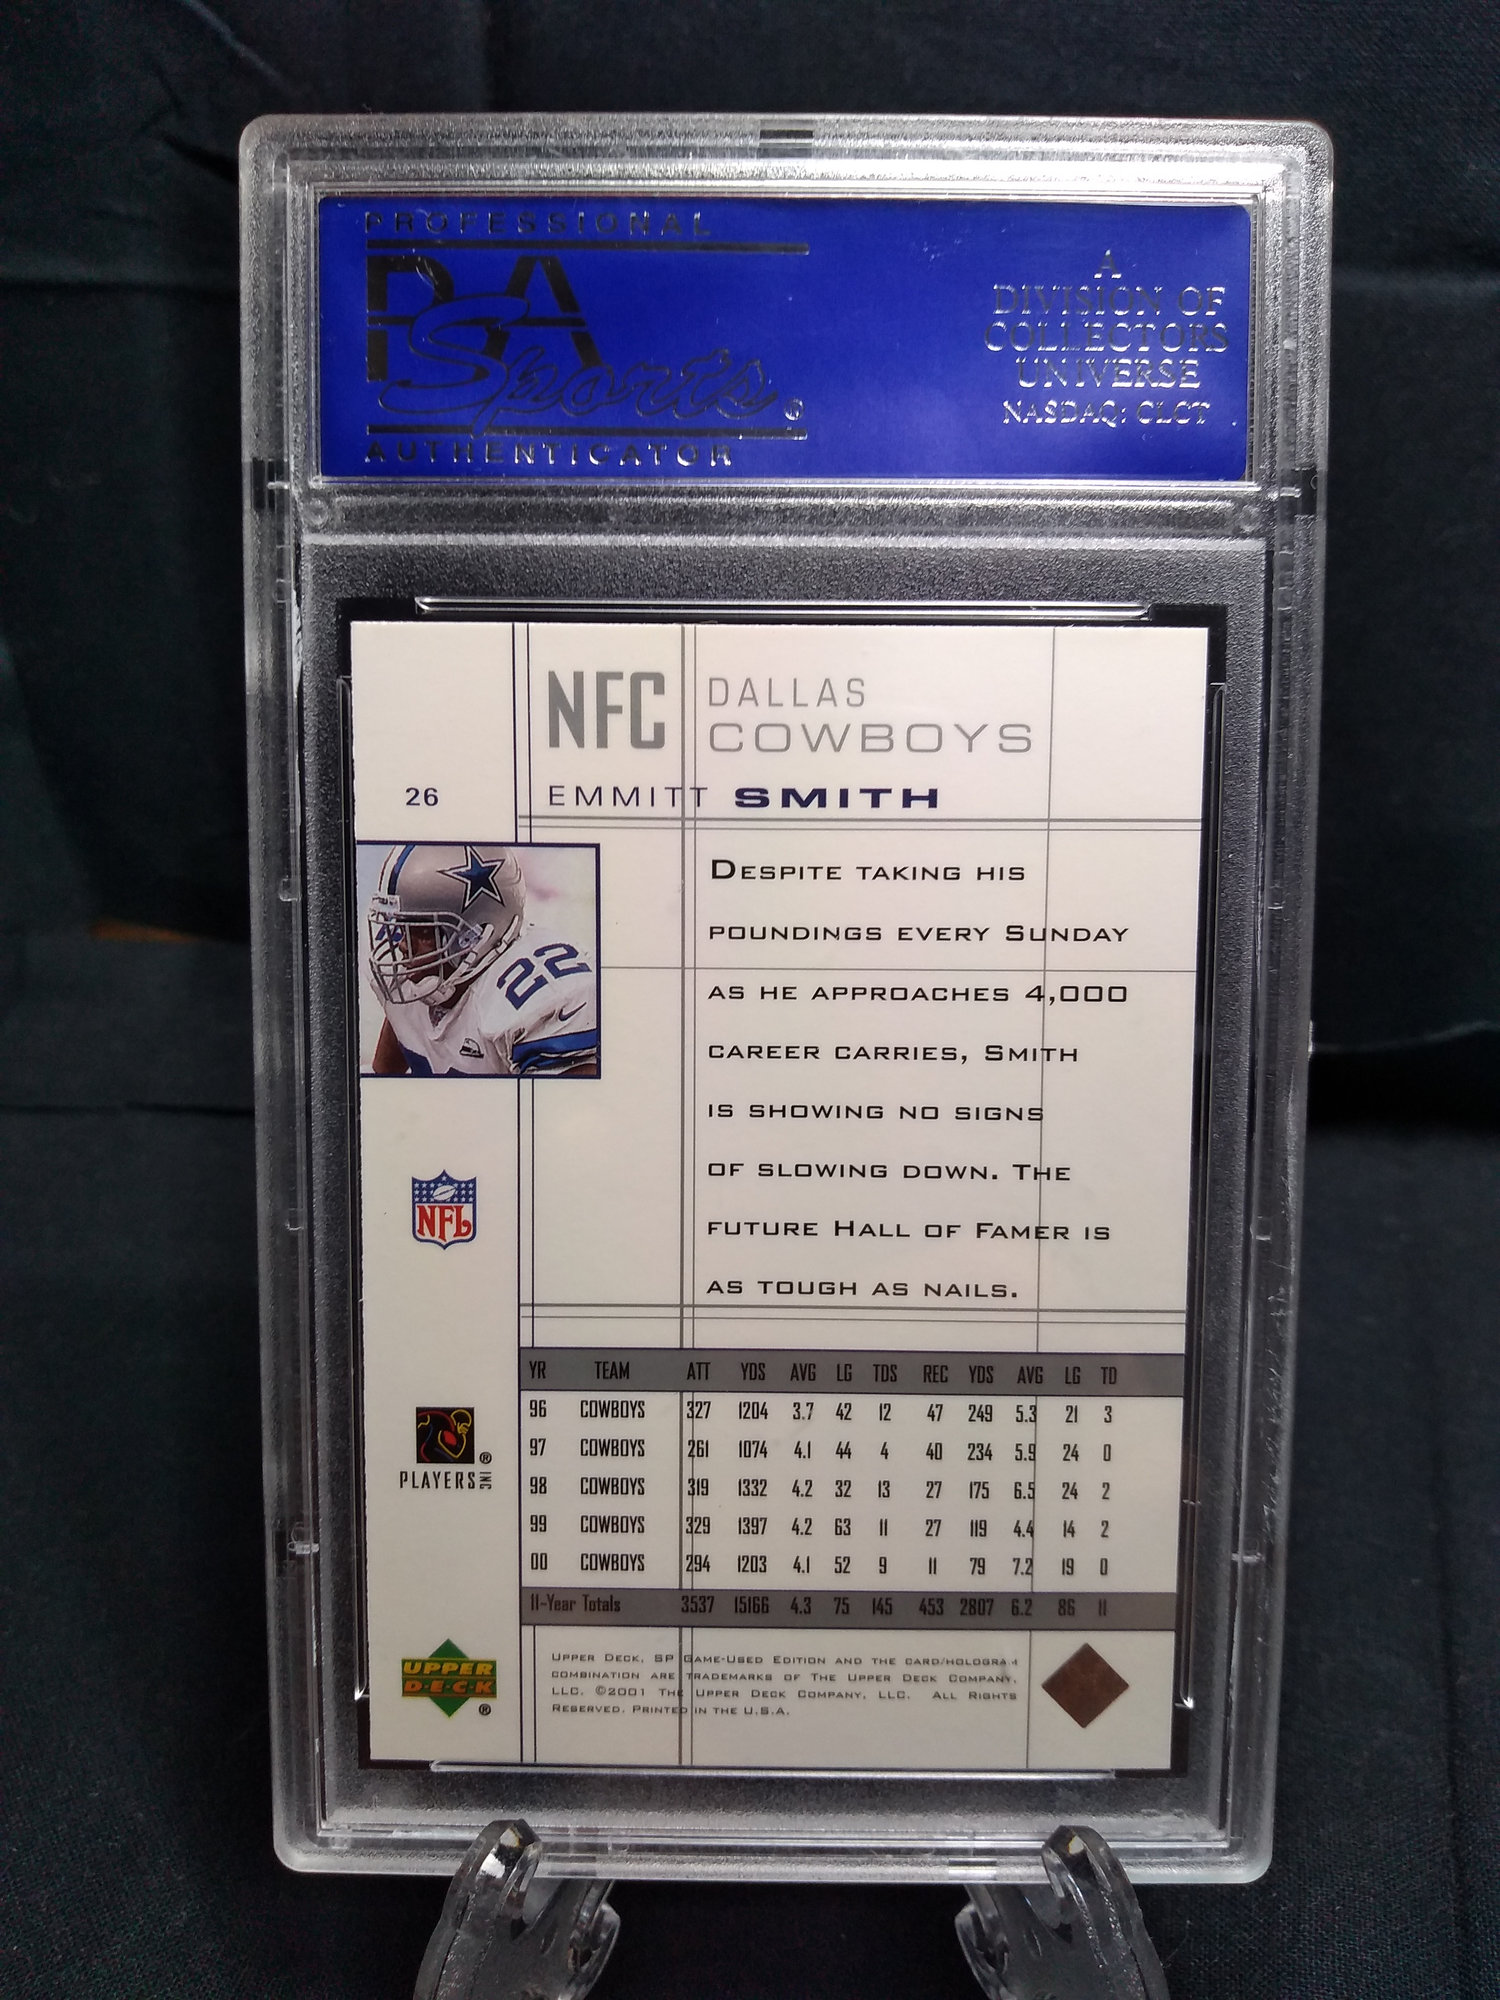 PROFESSIONAL
PSA
Sports ®
AUTHENTICATOR
A
DIVISION OF
COLLECTORS
UNIVERSE
NASDAQ: CLCT
NFC DALLAS
COWBOYS
26 EMMITT SMITH
DESPITE TAKING HIS
POUNDINGS EVERY SUNDAY
AS HE APPROACHES 4,000
CAREER CARRIES, SMITH
IS SHOWING NO SIGNS
OF SLOWING DOWN. THE
FUTURE HALL OF FAMER IS
AS TOUGH AS NAILS.
22
NFL
PLAYERS INC ®
YR TEAM ATT YDS AVG LG TDS REC YDS AVG LG TD
96 COWBOYS 327 1204 3.7 42 12 47 249 5.3 21 3
97 COWBOYS 261 1074 4.1 44 4 40 234 5.9 24 0
98 COWBOYS 319 1332 4.2 32 13 27 175 6.5 24 2
99 COWBOYS 329 1397 4.2 63 11 27 119 4.4 14 2
00 COWBOYS 294 1203 4.1 52 9 11 79 7.2 19 0
11-Year Totals 3537 15166 4.3 75 145 453 2807 6.2 86 11
UPPER DECK ®
UPPER DECK, SP GAME-USED EDITION AND THE CARD/HOLOGRAM
COMBINATION ARE TRADEMARKS OF THE UPPER DECK COMPANY,
LLC. ©2001 THE UPPER DECK COMPANY, LLC. ALL RIGHTS
RESERVED. PRINTED IN THE U.S.A.